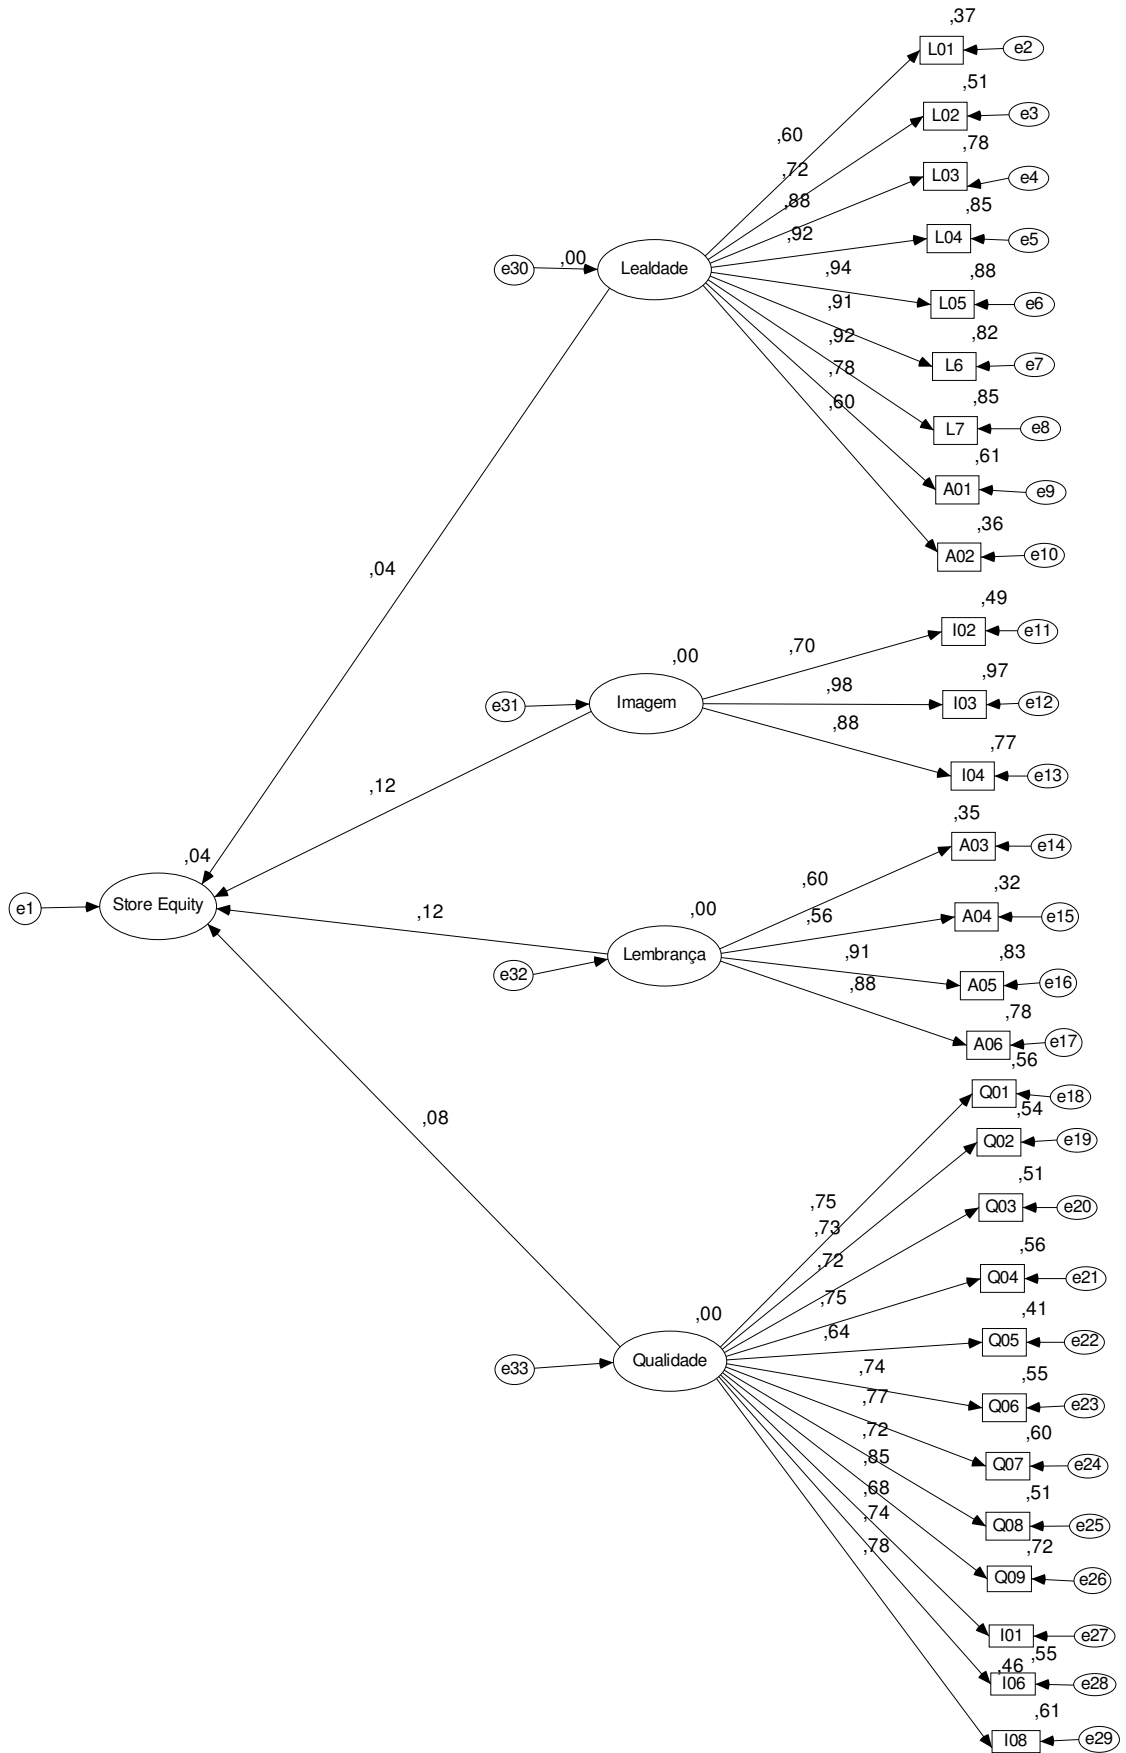 ,37
L01
e2
,51
L02
e3
,60
,78
L03
e4
,72
,88
,85
L04
e5
,92
e30
,00
Lealdade
,94
,88
L05
e6
,91
,82
L6
e7
,92
,78
,85
L7
e8
,60
,61
A01
e9
,36
A02
e10
,04
,49
I02
e11
,70
,00
,97
e31
Imagem
,98
I03
e12
,88
,77
I04
e13
,12
,35
A03
e14
,04
,60
,32
e1
Store Equity
,12
,00
,56
A04
e15
e32
Lembrança
,91
,83
A05
e16
,88
,78
A06
e17
,56
Q01
e18
,08
,54
Q02
e19
,51
Q03
e20
,75
,73
,56
,72
Q04
e21
,75
,00
,41
,64
Q05
e22
e33
Qualidade
,74
,55
Q06
e23
,77
,60
,72
Q07
e24
,85
,51
,68
Q08
e25
,74
,72
,78
Q09
e26
I01
e27
,55
,46
I06
e28
,61
I08
e29